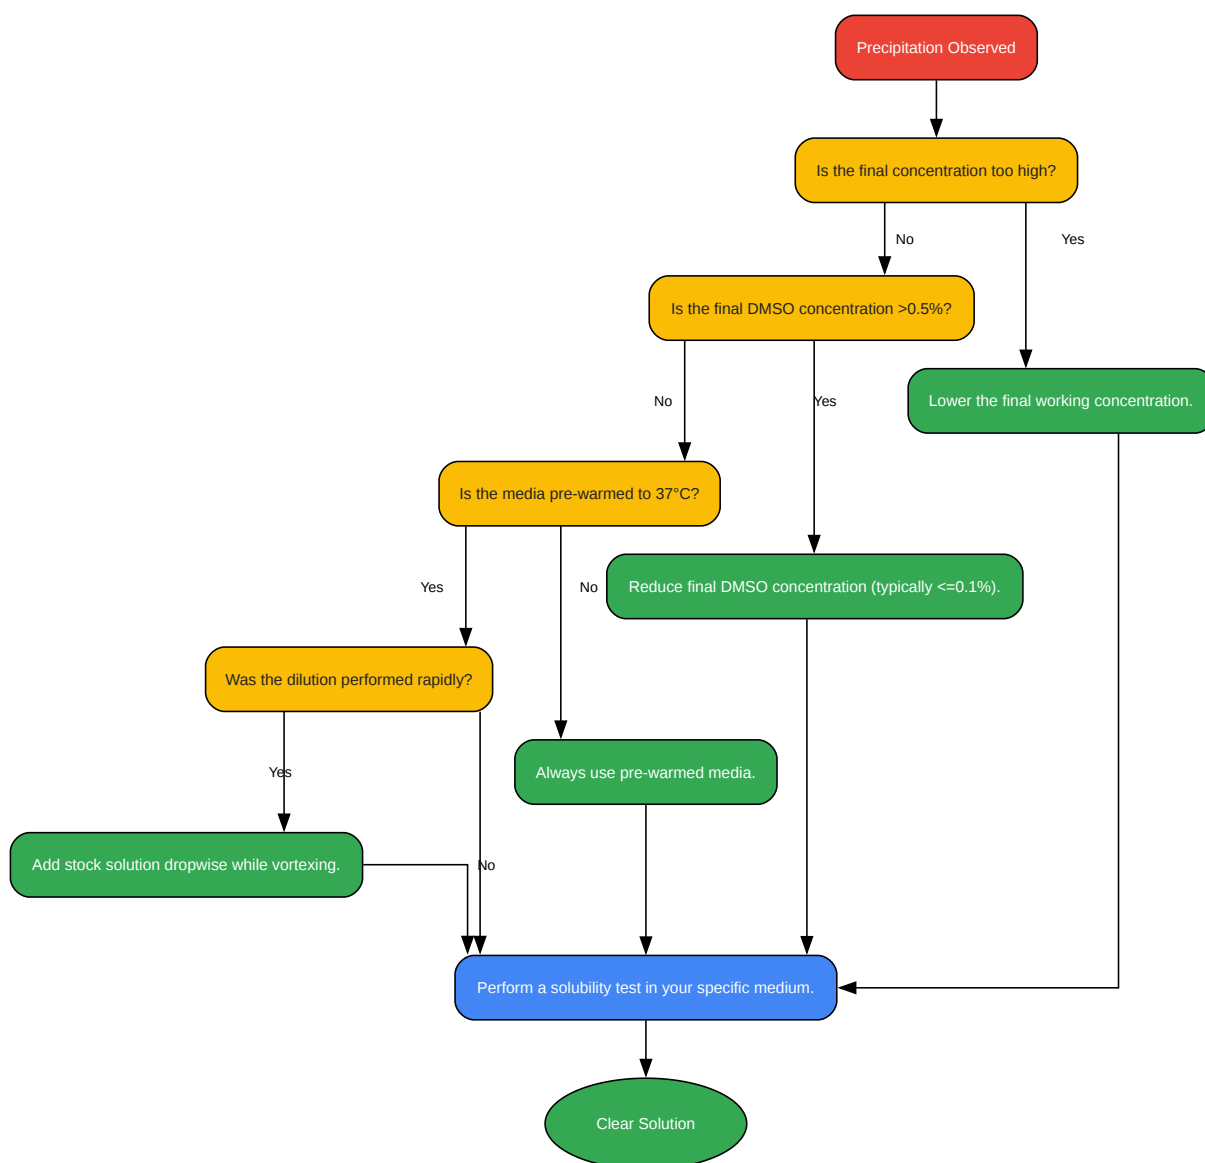 Precipitation Observed
Is the final concentration too high?
No
Yes
Is the final DMSO concentration >0.5%?
Lower the final working concentration.
No
Yes
Is the media pre-warmed to 37°C?
Yes
No
Reduce final DMSO concentration (typically <=0.1%).
Was the dilution performed rapidly?
Yes
Always use pre-warmed media.
Add stock solution dropwise while vortexing.
No
Perform a solubility test in your specific medium.
Clear Solution